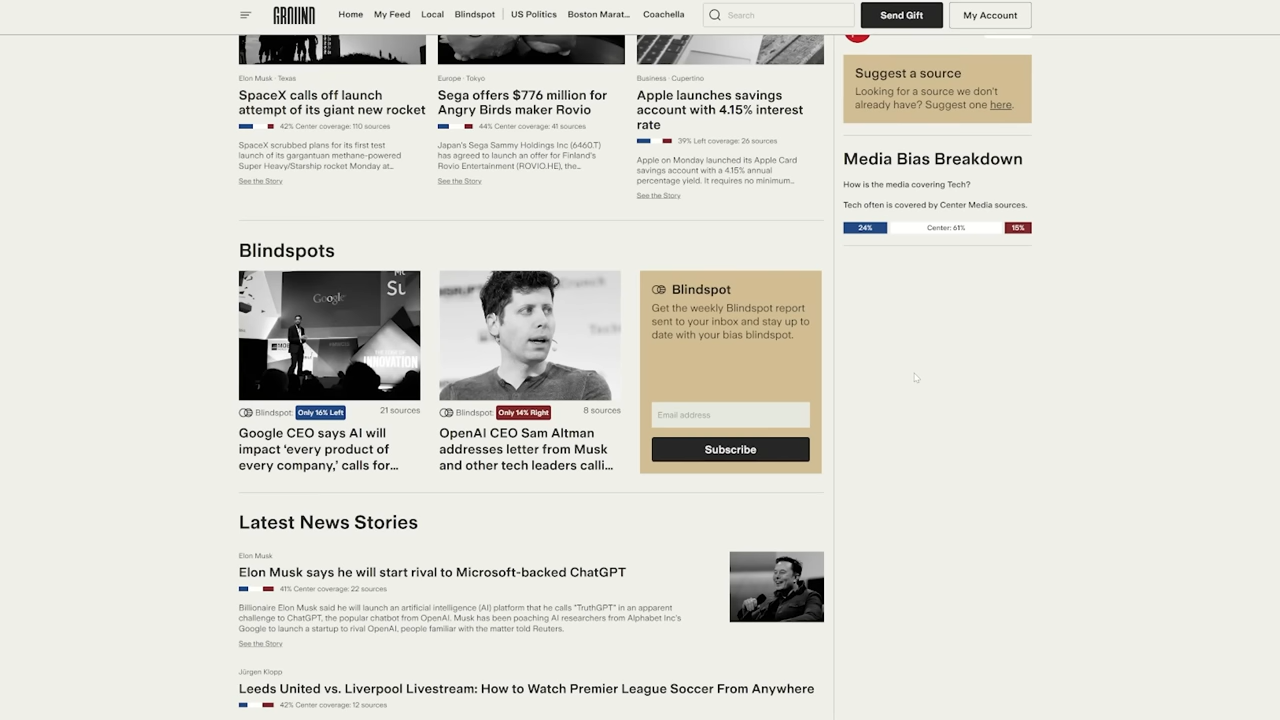 GROUND
Home
My Feed
Local
Blindspot
US Politics
Boston Marat...
Coachella
Search
Send Gift
My Account
Elon Musk · Texas
SpaceX calls off launch
attempt of its giant new rocket
42% Center coverage: 110 sources
SpaceX scrubbed plans for its first test
launch of its gargantuan methane-powered
Super Heavy/Starship rocket Monday at...
See the Story
Europe · Tokyo
Sega offers $776 million for
Angry Birds maker Rovio
44% Center coverage: 41 sources
Japan's Sega Sammy Holdings Inc (6460.T)
has agreed to launch an offer for Finland's
Rovio Entertainment (ROVIO.HE), the...
See the Story
Business · Cupertino
Apple launches savings
account with 4.15% interest
rate
39% Left coverage: 26 sources
Apple on Monday launched its Apple Card
savings account with a 4.15% annual
percentage yield. It requires no minimum...
See the Story
Suggest a source
Looking for a source we don't
already have? Suggest one here.
Media Bias Breakdown
How is the media covering Tech?
Tech often is covered by Center Media sources.
24%
Center: 61%
15%
Blindspots
Google
Su
INNOVATION
Blindspot:
Only 16% Left
21 sources
Google CEO says AI will
impact ‘every product of
every company,’ calls for...
Blindspot:
Only 14% Right
8 sources
OpenAI CEO Sam Altman
addresses letter from Musk
and other tech leaders calli...
Blindspot
Get the weekly Blindspot report
sent to your inbox and stay up to
date with your bias blindspot.
Email address
Subscribe
Latest News Stories
Elon Musk
Elon Musk says he will start rival to Microsoft-backed ChatGPT
41% Center coverage: 22 sources
Billionaire Elon Musk said he will launch an artificial intelligence (AI) platform that he calls "TruthGPT" in an apparent
challenge to ChatGPT, the popular chatbot from OpenAI. Musk has been poaching AI researchers from Alphabet Inc's
Google to launch a startup to rival OpenAI, people familiar with the matter told Reuters.
See the Story
Jürgen Klopp
Leeds United vs. Liverpool Livestream: How to Watch Premier League Soccer From Anywhere
42% Center coverage: 12 sources